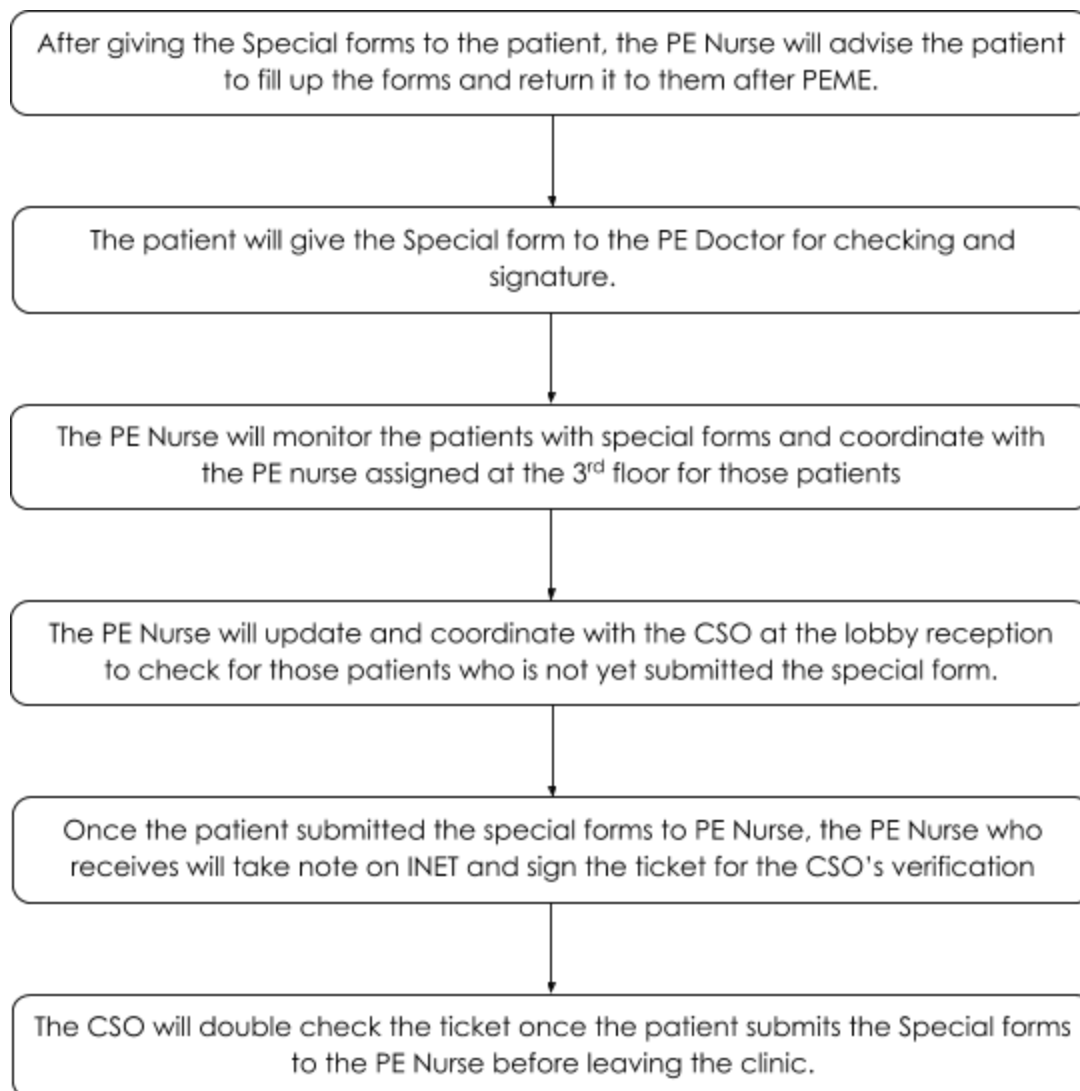 After giving the Special forms to the patient, the PE Nurse will advise the patient
to fill up the forms and return it to them after PEME.
The patient will give the Special form to the PE Doctor for checking and
signature.
The PE Nurse will monitor the patients with special forms and coordinate with
the PE nurse assigned at the 3rd floor for those patients
The PE Nurse will update and coordinate with the CSO at the lobby reception
to check for those patients who is not yet submitted the special form.
Once the patient submitted the special forms to PE Nurse, the PE Nurse who
receives will take note on INET and sign the ticket for the CSO’s verification
The CSO will double check the ticket once the patient submits the Special forms
to the PE Nurse before leaving the clinic.